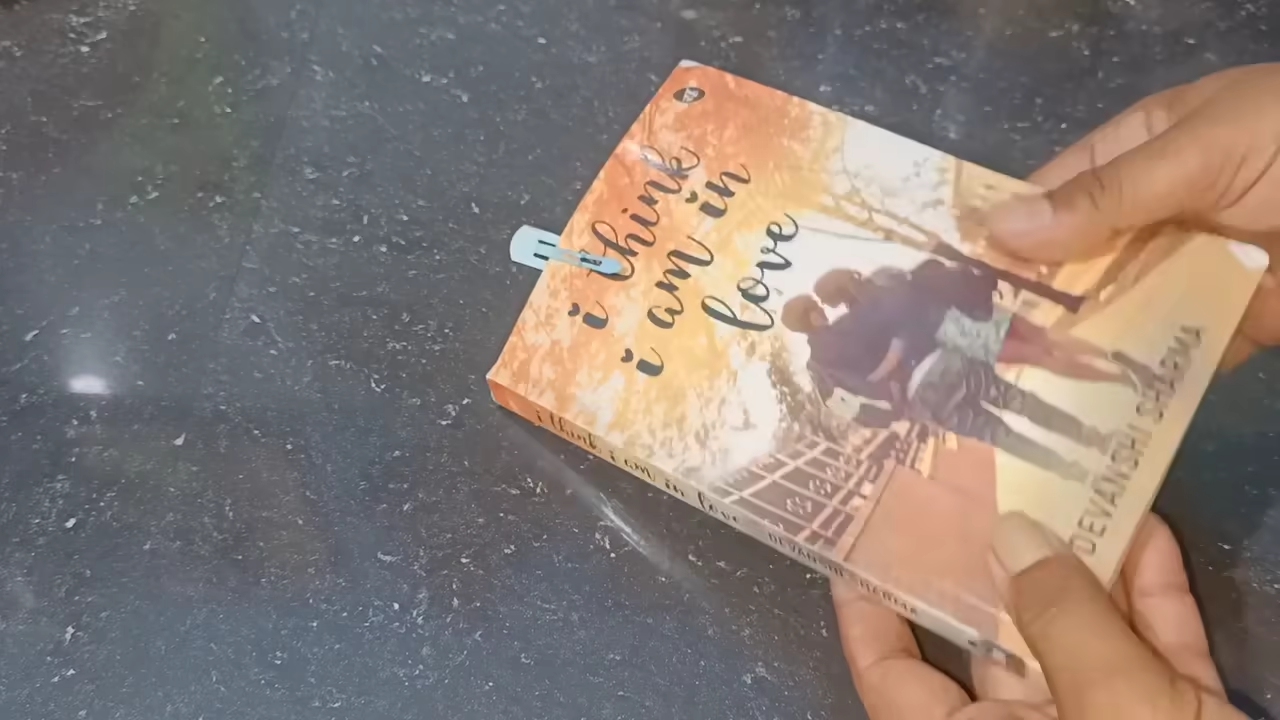 i think
i am in
love
DEVANSHI SHARMA
i think i am in love DEVANSHI SHARMA